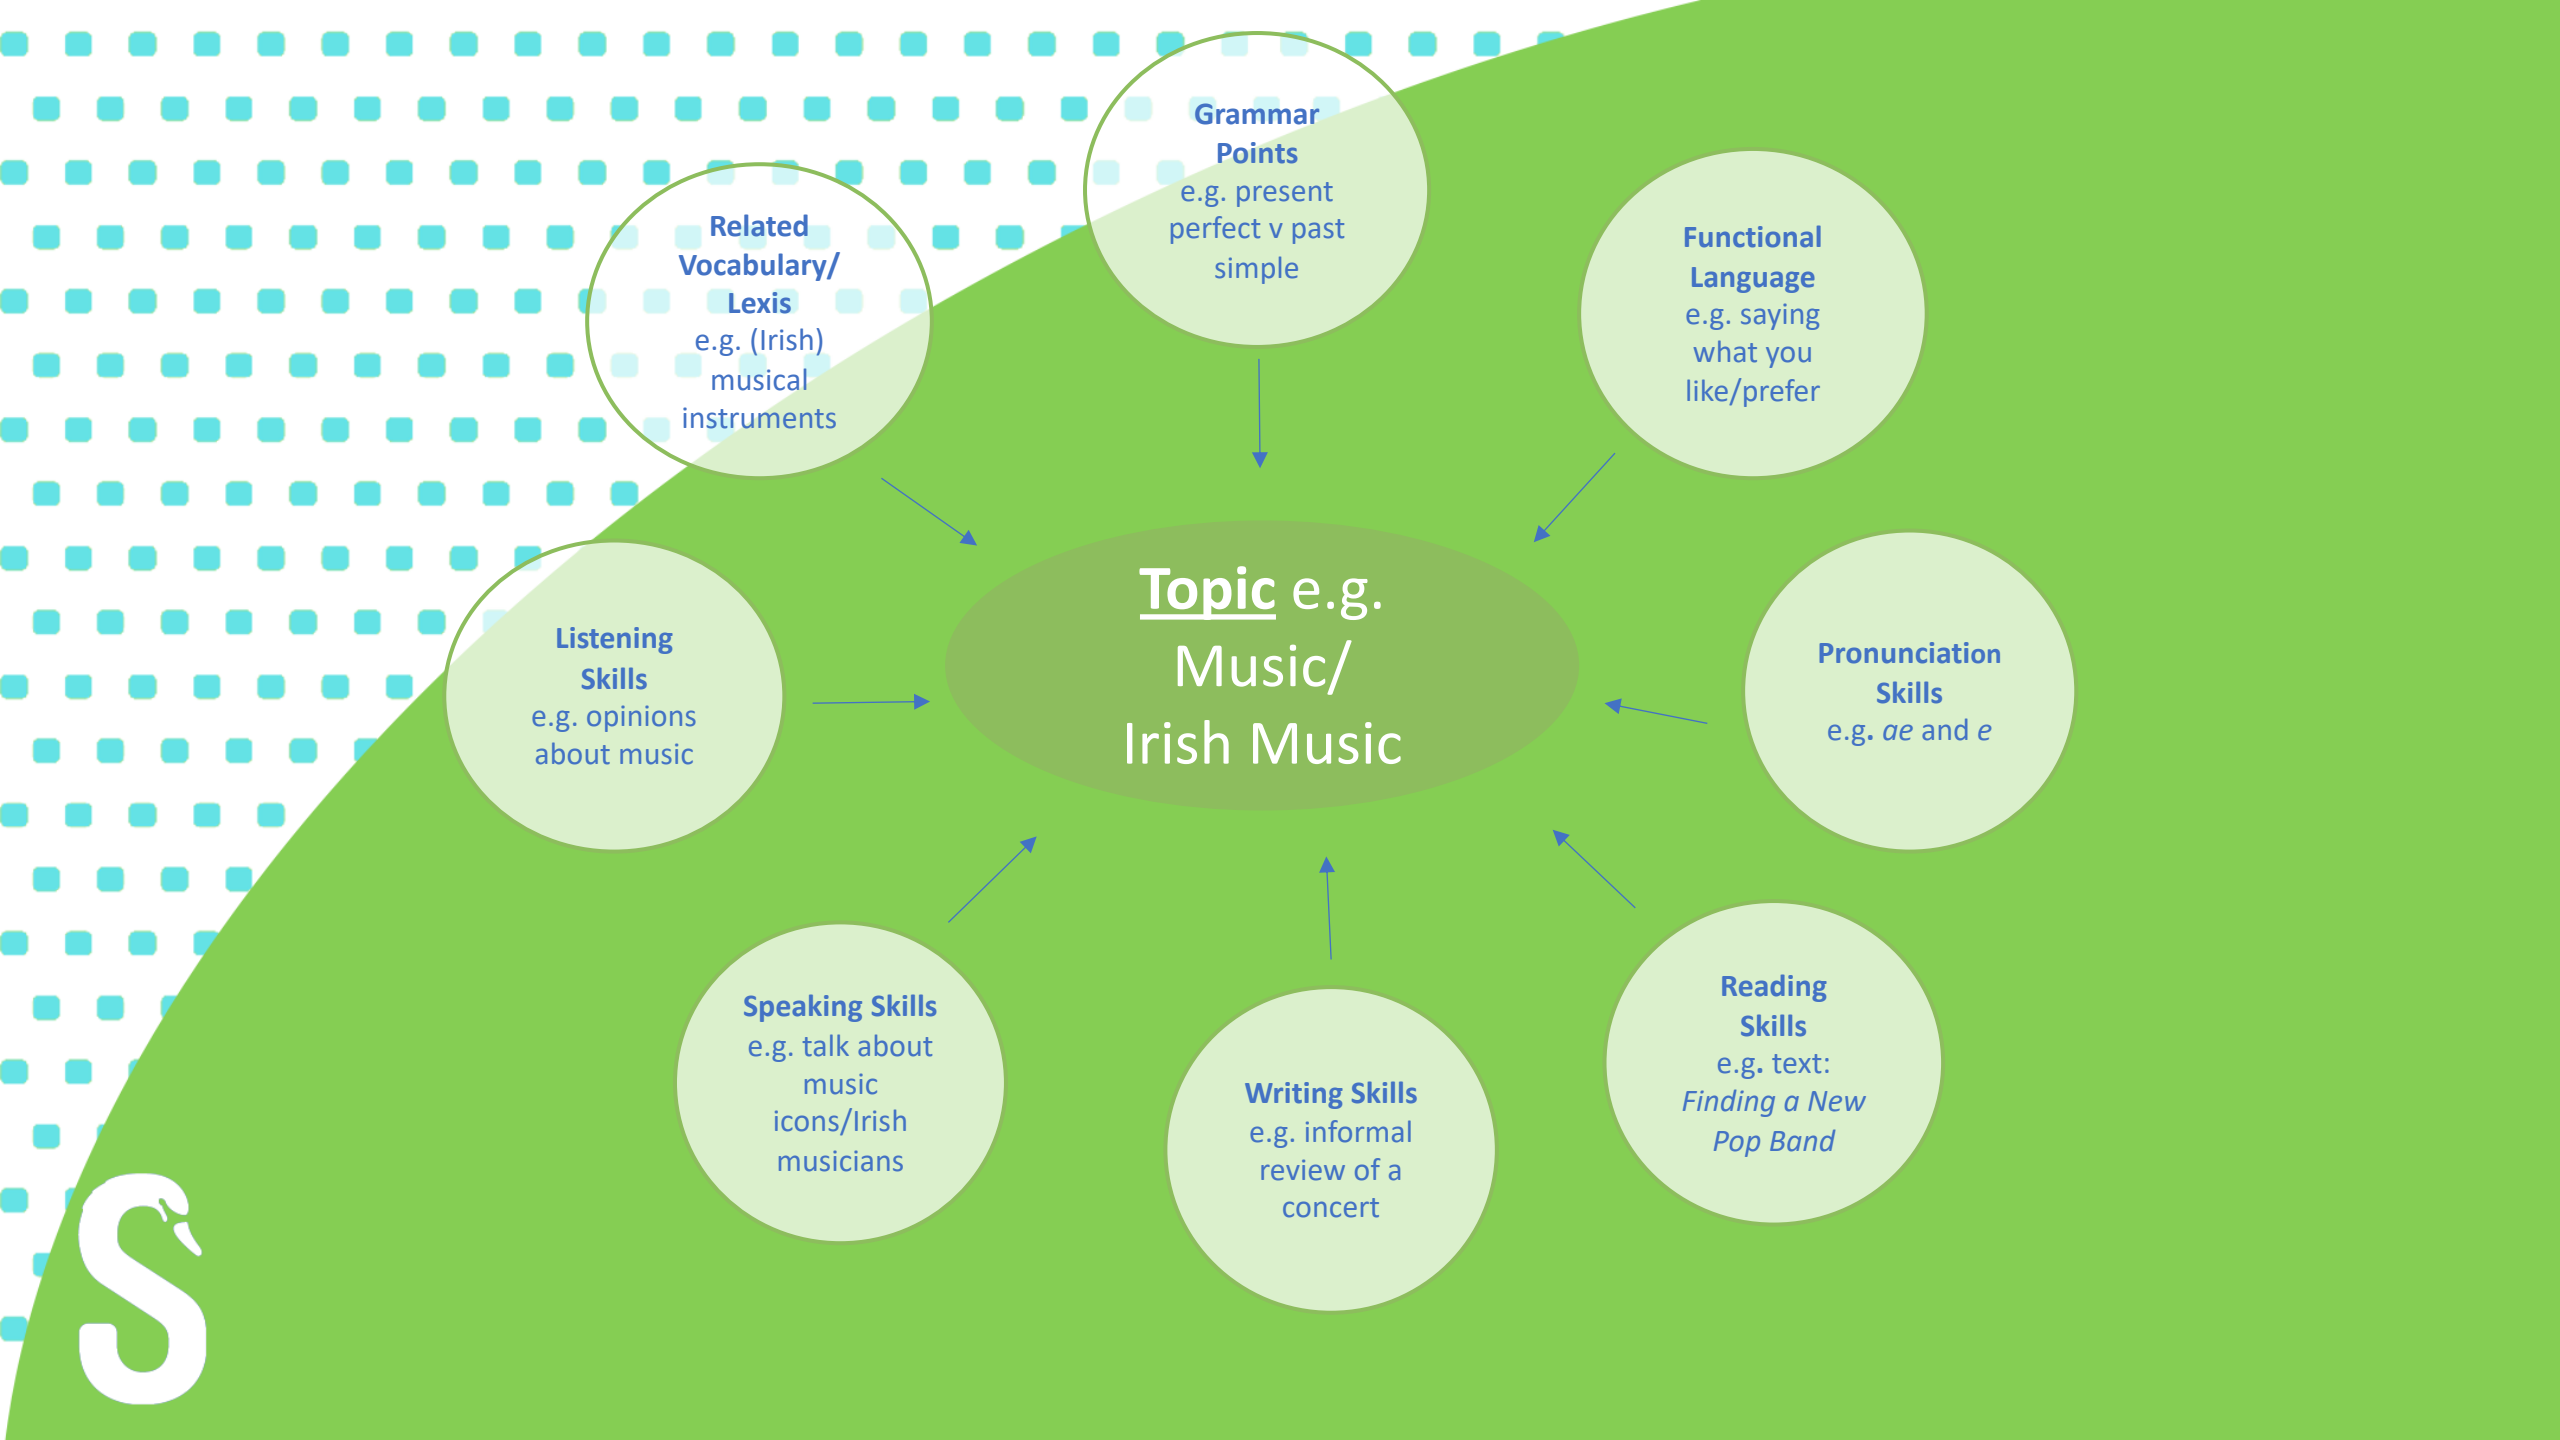 Grammar
Points
e.g. present
perfect v past
simple
Related
Vocabulary/
Lexis
e.g. (Irish)
musical
instruments
Functional
Language
e.g. saying
what you
like/prefer
Topic e.g.
Music/
Irish Music
Listening
Skills
e.g. opinions
about music
Pronunciation
Skills
e.g. ae and e
Speaking Skills
e.g. talk about
music
icons/Irish
musicians
Writing Skills
e.g. informal
review of a
concert
Reading
Skills
e.g. text:
Finding a New
Pop Band
S